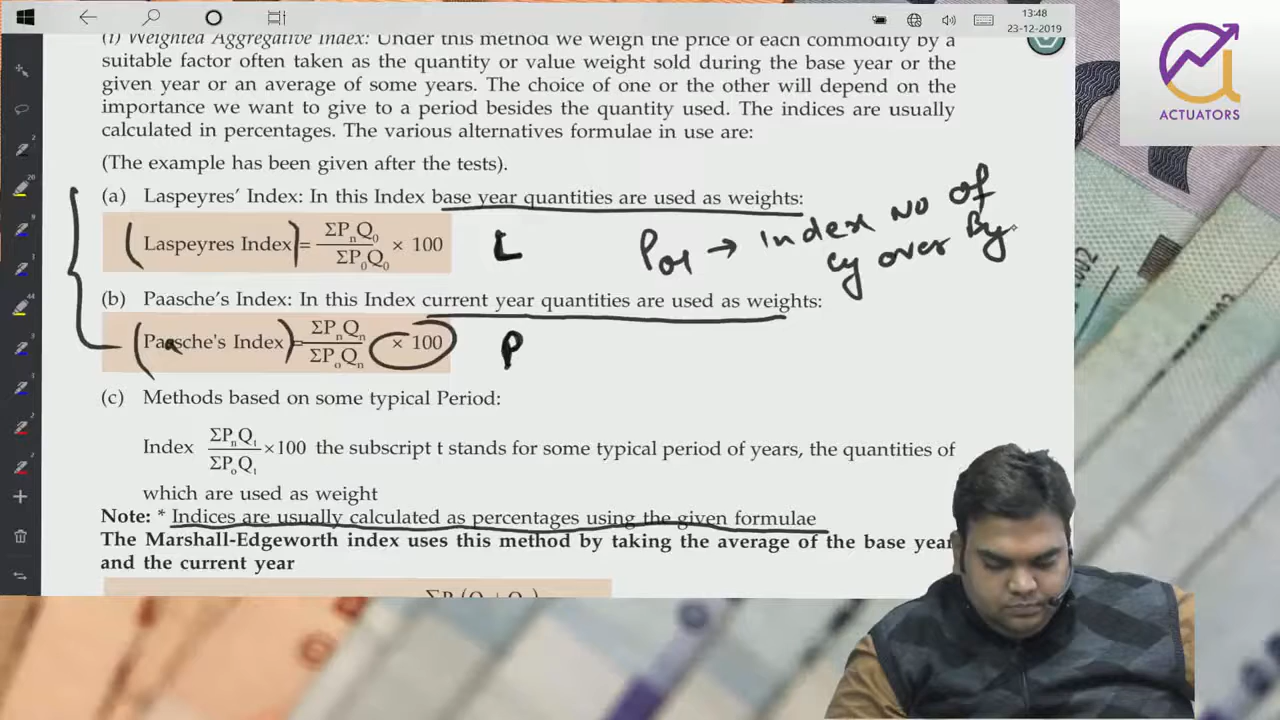 13:48
23-12-2019
ACTUATORS
(i) Weighted Aggregative Index: Under this method we weigh the price of each commodity by a
suitable factor often taken as the quantity or value weight sold during the base year or the
given year or an average of some years. The choice of one or the other will depend on the
importance we want to give to a period besides the quantity used. The indices are usually
calculated in percentages. The various alternatives formulae in use are:
(The example has been given after the tests).
(a) Laspeyres' Index: In this Index base year quantities are used as weights:
Laspeyres Index = ΣPnQ0 / ΣP0Q0 × 100
L
P01 → Index No of
cy over By
(b) Paasche's Index: In this Index current year quantities are used as weights:
Paasche's Index = ΣPnQn / ΣPoQn × 100
P
(c) Methods based on some typical Period:
Index ΣPnQt / ΣPoQt ×100 the subscript t stands for some typical period of years, the quantities of
which are used as weight
Note: * Indices are usually calculated as percentages using the given formulae
The Marshall-Edgeworth index uses this method by taking the average of the base year
and the current year